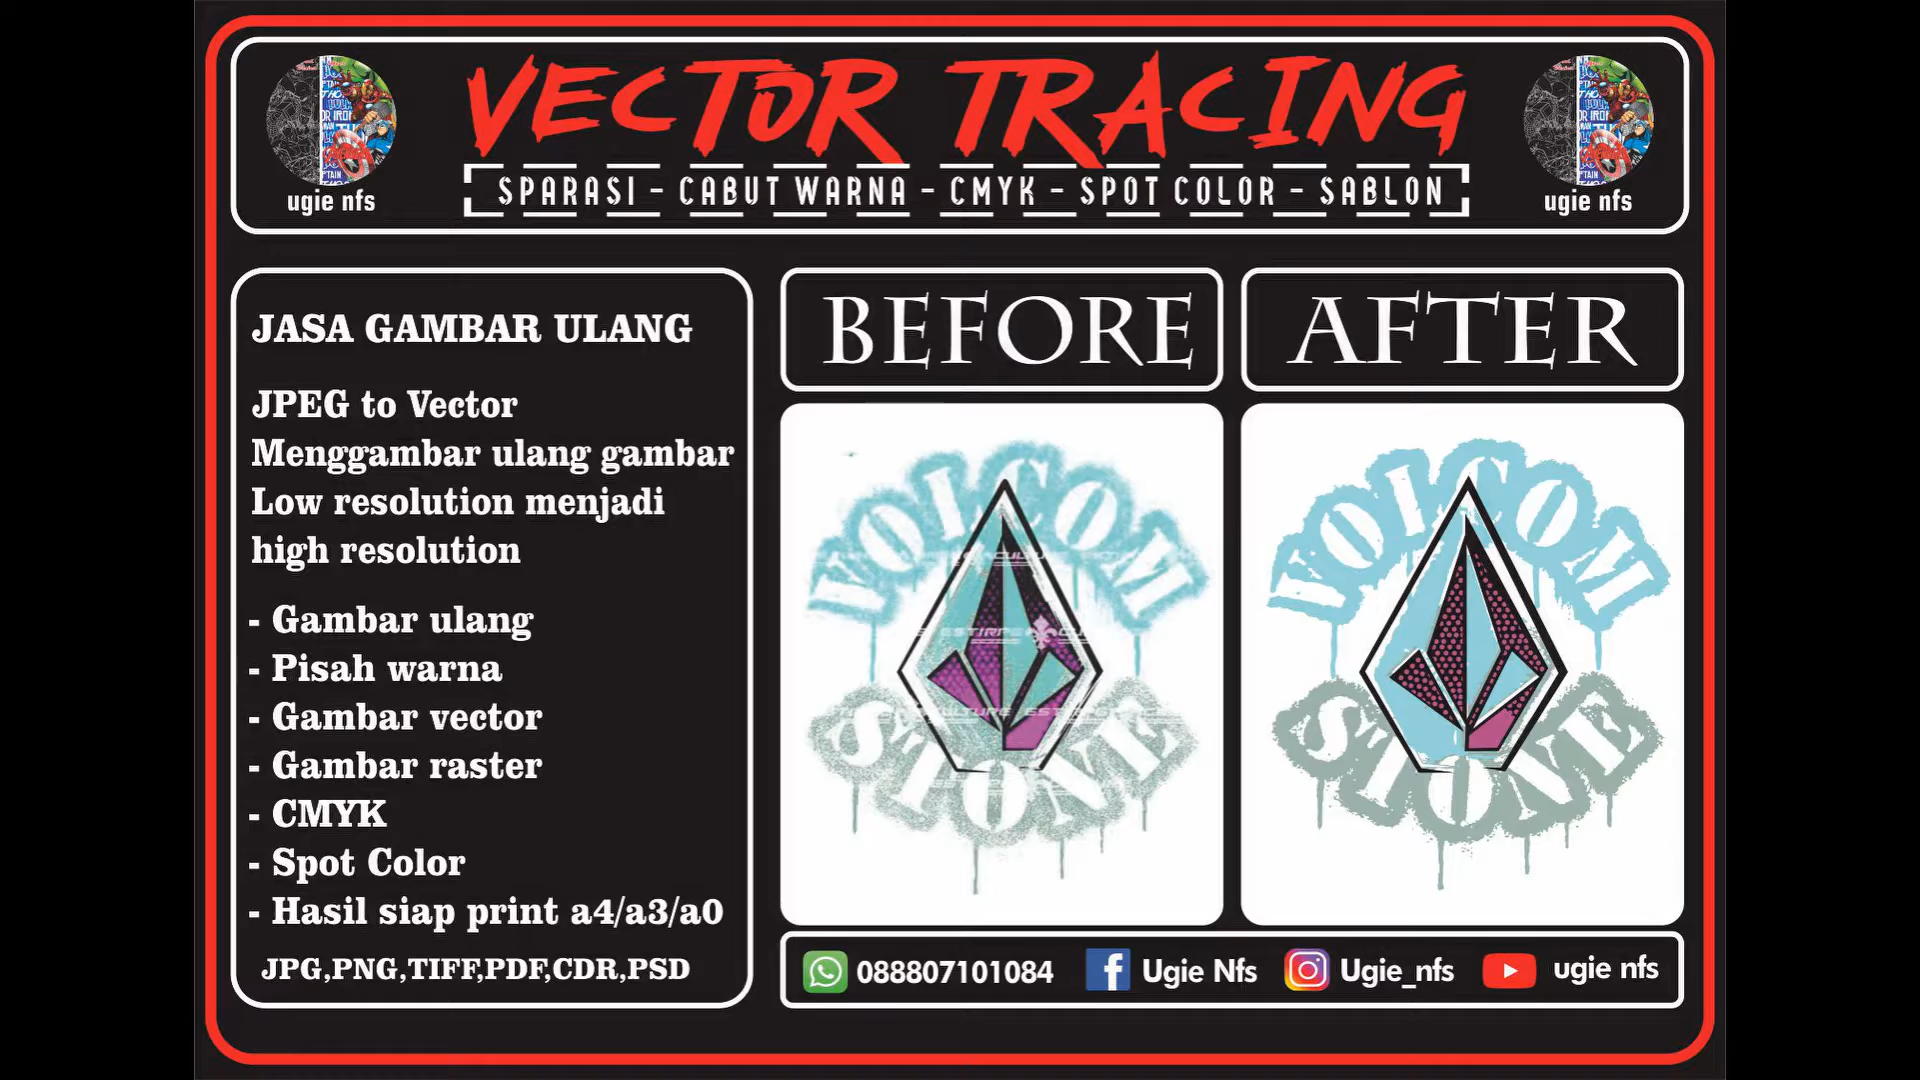 VECTOR TRACING
SPARASI - CABUT WARNA - CMYK - SPOT COLOR - SABLON
ugie nfs
ugie nfs
JASA GAMBAR ULANG
JPEG to Vector
Menggambar ulang gambar
Low resolution menjadi
high resolution
- Gambar ulang
- Pisah warna
- Gambar vector
- Gambar raster
- CMYK
- Spot Color
- Hasil siap print a4/a3/a0
JPG,PNG,TIFF,PDF,CDR,PSD
BEFORE
VOLCOM
STONE
AFTER
VOLCOM
STONE
088807101084
Ugie Nfs
Ugie_nfs
ugie nfs